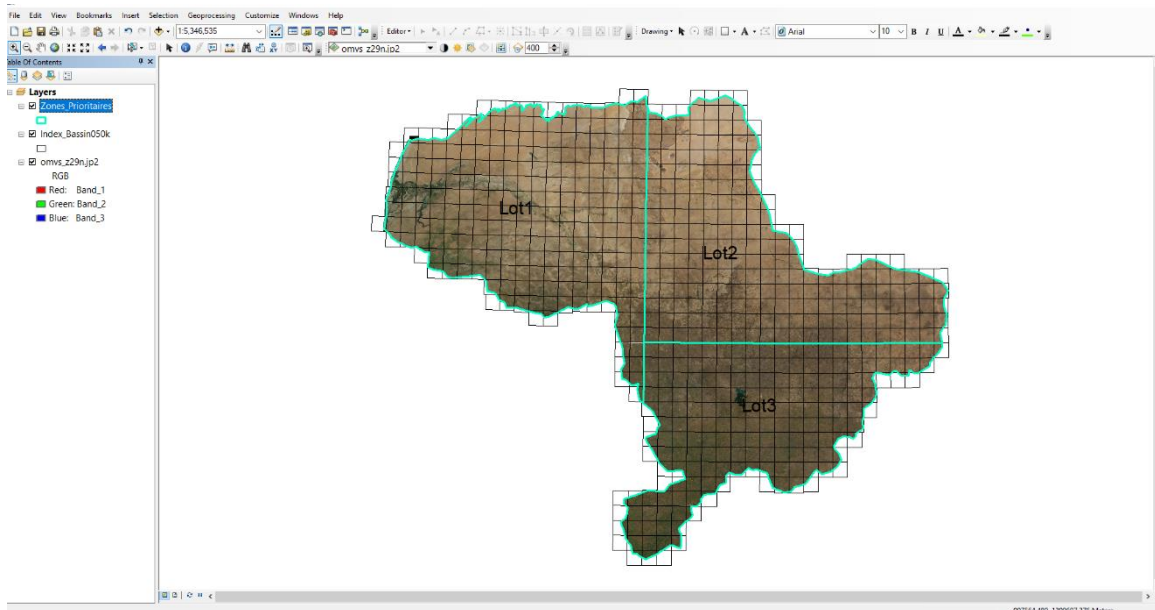 File Edit View Bookmarks Insert Selection Geoprocessing Customize Windows Help
1:5,346,535 Editor Drawing A Arial 10 B I U A
omvs_z29n.jp2 400
Table Of Contents
Layers
Zones_Prioritaires
Index_Bassin050k
omvs_z29n.jp2
RGB
Red: Band_1
Green: Band_2
Blue: Band_3
Lot1
Lot2
Lot3